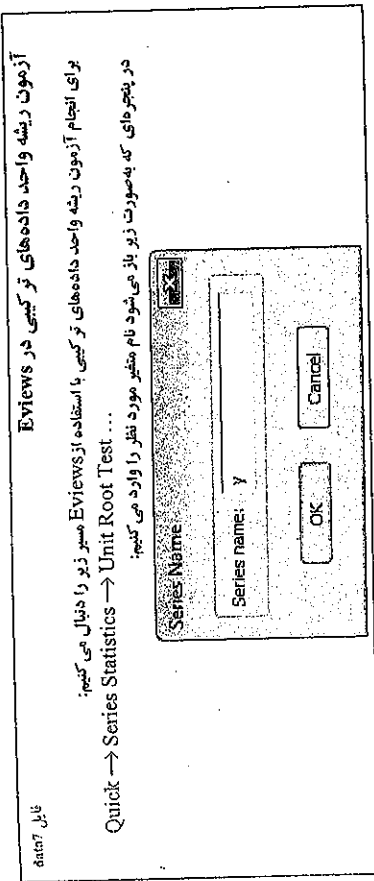 فایل data7
آزمون ریشه واحد داده‌های ترکیبی در Eviews
برای انجام آزمون ریشه واحد داده‌های ترکیبی با استفاده از Eviews مسیر زیر را دنبال می‌کنیم:
Quick → Series Statistics → Unit Root Test ...
در پنجره‌ای که به‌صورت زیر باز می‌شود نام متغیر مورد نظر را وارد می‌کنیم:
Series Name
Series name: y
OK Cancel